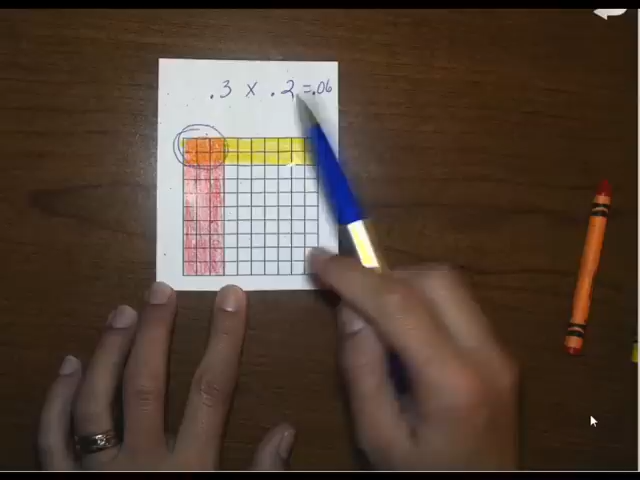 .3 x .2 = .06